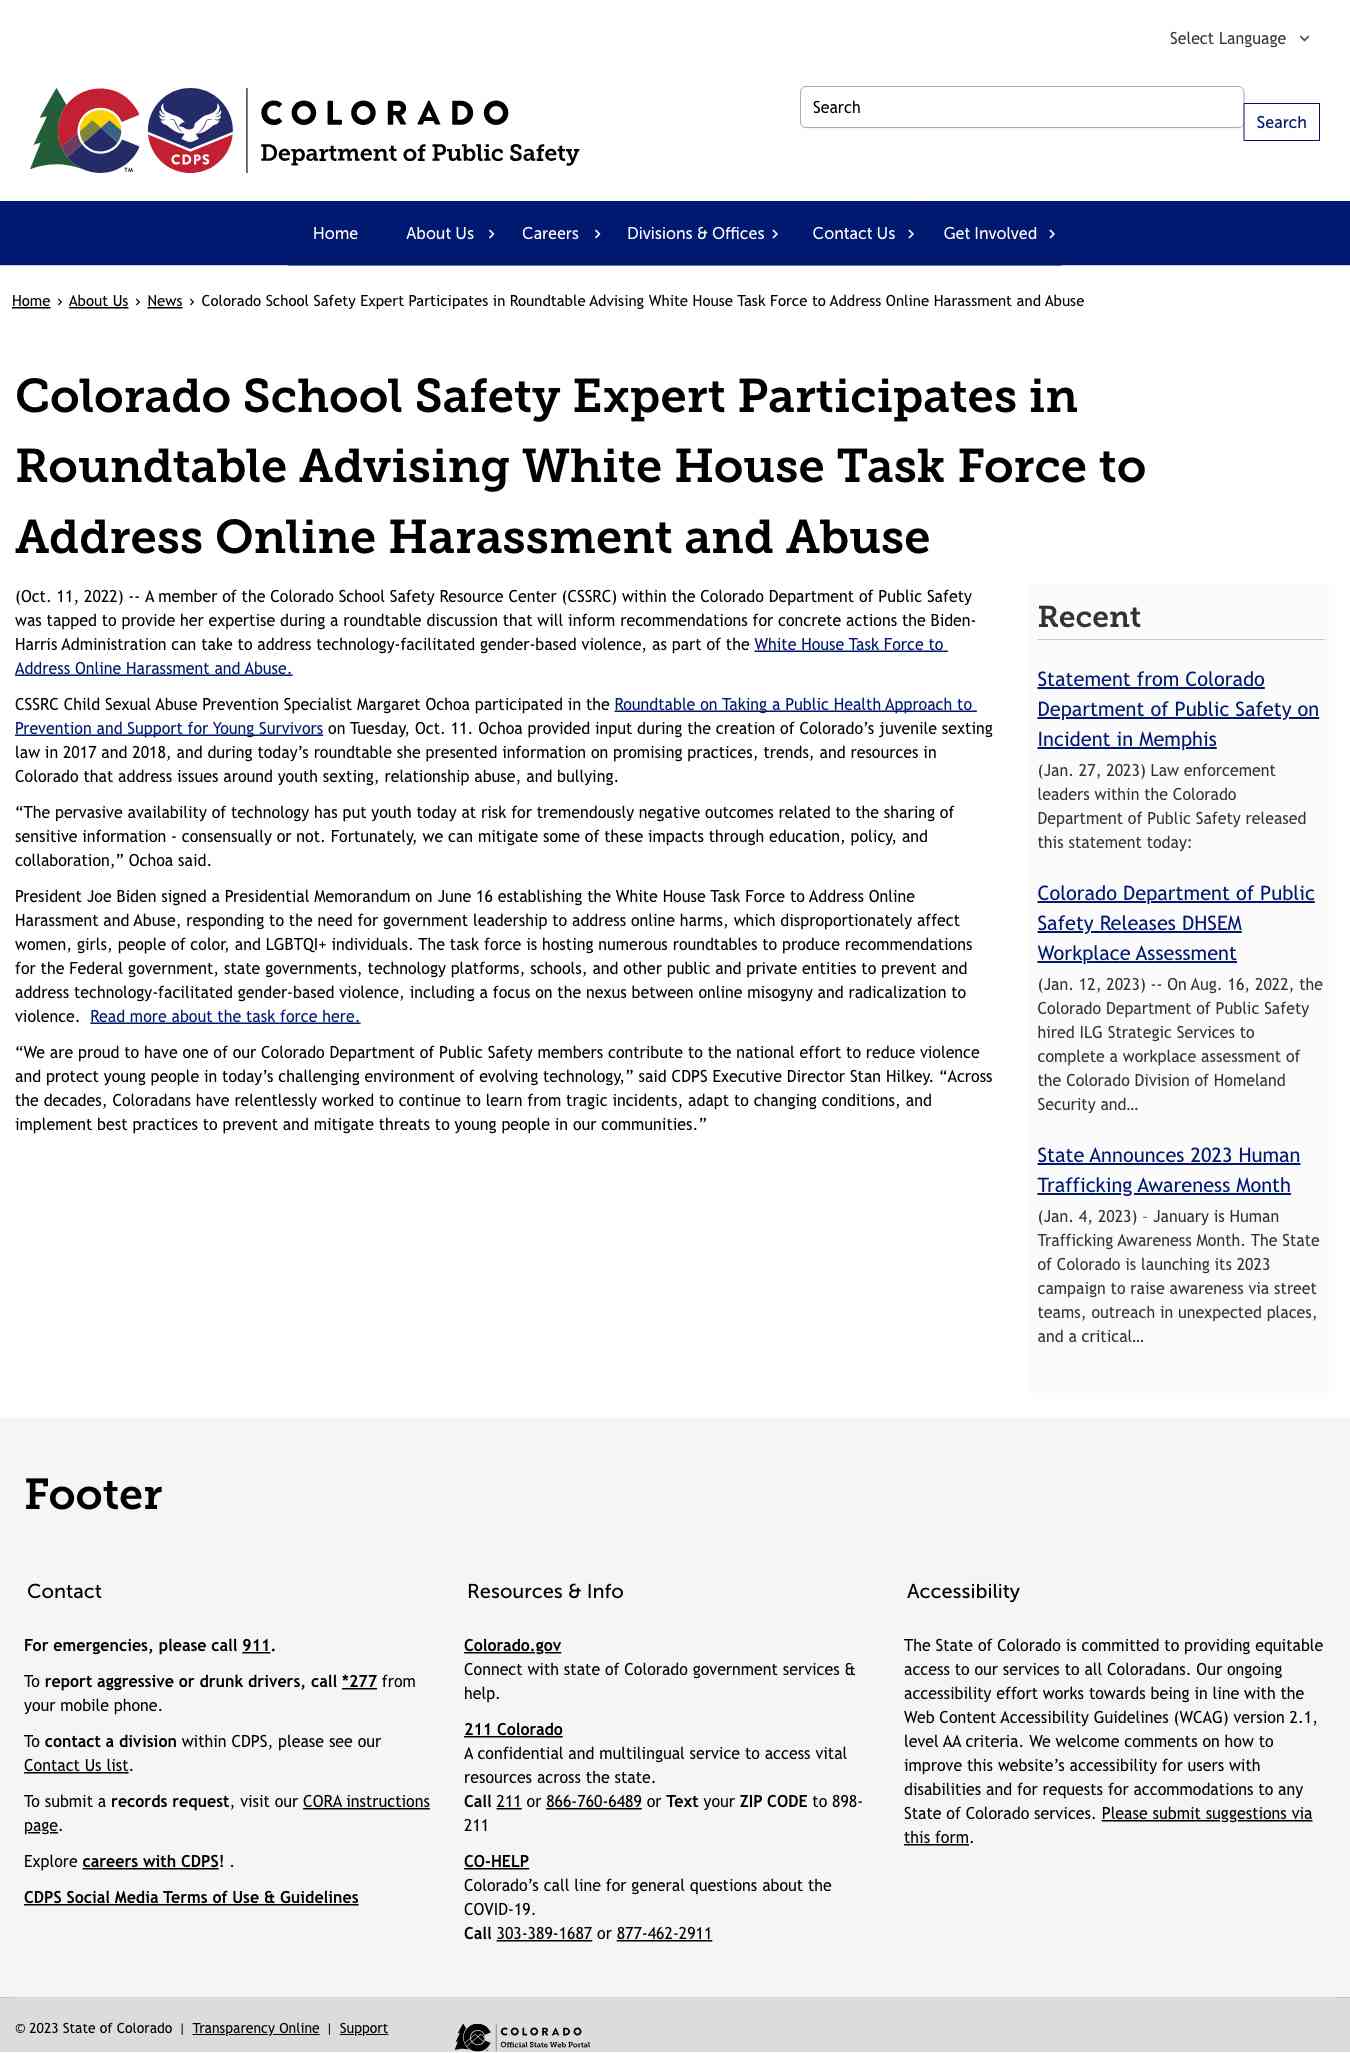 Select Language
CDPS
TM
COLORADO
Department of Public Safety
Search
Search
Home
About Us
Careers
Divisions & Offices
Contact Us
Get Involved
Home › About Us › News › Colorado School Safety Expert Participates in Roundtable Advising White House Task Force to Address Online Harassment and Abuse
Colorado School Safety Expert Participates in
Roundtable Advising White House Task Force to
Address Online Harassment and Abuse
(Oct. 11, 2022) -- A member of the Colorado School Safety Resource Center (CSSRC) within the Colorado Department of Public Safety
was tapped to provide her expertise during a roundtable discussion that will inform recommendations for concrete actions the Biden-
Harris Administration can take to address technology-facilitated gender-based violence, as part of the White House Task Force to
Address Online Harassment and Abuse.
CSSRC Child Sexual Abuse Prevention Specialist Margaret Ochoa participated in the Roundtable on Taking a Public Health Approach to
Prevention and Support for Young Survivors on Tuesday, Oct. 11. Ochoa provided input during the creation of Colorado’s juvenile sexting
law in 2017 and 2018, and during today’s roundtable she presented information on promising practices, trends, and resources in
Colorado that address issues around youth sexting, relationship abuse, and bullying.
“The pervasive availability of technology has put youth today at risk for tremendously negative outcomes related to the sharing of
sensitive information - consensually or not. Fortunately, we can mitigate some of these impacts through education, policy, and
collaboration,” Ochoa said.
President Joe Biden signed a Presidential Memorandum on June 16 establishing the White House Task Force to Address Online
Harassment and Abuse, responding to the need for government leadership to address online harms, which disproportionately affect
women, girls, people of color, and LGBTQI+ individuals. The task force is hosting numerous roundtables to produce recommendations
for the Federal government, state governments, technology platforms, schools, and other public and private entities to prevent and
address technology-facilitated gender-based violence, including a focus on the nexus between online misogyny and radicalization to
violence.  Read more about the task force here.
“We are proud to have one of our Colorado Department of Public Safety members contribute to the national effort to reduce violence
and protect young people in today’s challenging environment of evolving technology,” said CDPS Executive Director Stan Hilkey. “Across
the decades, Coloradans have relentlessly worked to continue to learn from tragic incidents, adapt to changing conditions, and
implement best practices to prevent and mitigate threats to young people in our communities.”
Recent
Statement from Colorado
Department of Public Safety on
Incident in Memphis
(Jan. 27, 2023) Law enforcement
leaders within the Colorado
Department of Public Safety released
this statement today:
Colorado Department of Public
Safety Releases DHSEM
Workplace Assessment
(Jan. 12, 2023) -- On Aug. 16, 2022, the
Colorado Department of Public Safety
hired ILG Strategic Services to
complete a workplace assessment of
the Colorado Division of Homeland
Security and…
State Announces 2023 Human
Trafficking Awareness Month
(Jan. 4, 2023) – January is Human
Trafficking Awareness Month. The State
of Colorado is launching its 2023
campaign to raise awareness via street
teams, outreach in unexpected places,
and a critical…
Footer
Contact
For emergencies, please call 911.
To report aggressive or drunk drivers, call *277 from
your mobile phone.
To contact a division within CDPS, please see our
Contact Us list.
To submit a records request, visit our CORA instructions
page.
Explore careers with CDPS! .
CDPS Social Media Terms of Use & Guidelines
Resources & Info
Colorado.gov
Connect with state of Colorado government services &
help.
211 Colorado
A confidential and multilingual service to access vital
resources across the state.
Call 211 or 866-760-6489 or Text your ZIP CODE to 898-
211
CO-HELP
Colorado’s call line for general questions about the
COVID-19.
Call 303-389-1687 or 877-462-2911
Accessibility
The State of Colorado is committed to providing equitable
access to our services to all Coloradans. Our ongoing
accessibility effort works towards being in line with the
Web Content Accessibility Guidelines (WCAG) version 2.1,
level AA criteria. We welcome comments on how to
improve this website’s accessibility for users with
disabilities and for requests for accommodations to any
State of Colorado services. Please submit suggestions via
this form.
© 2023 State of Colorado | Transparency Online | Support
COLORADO
Official State Web Portal